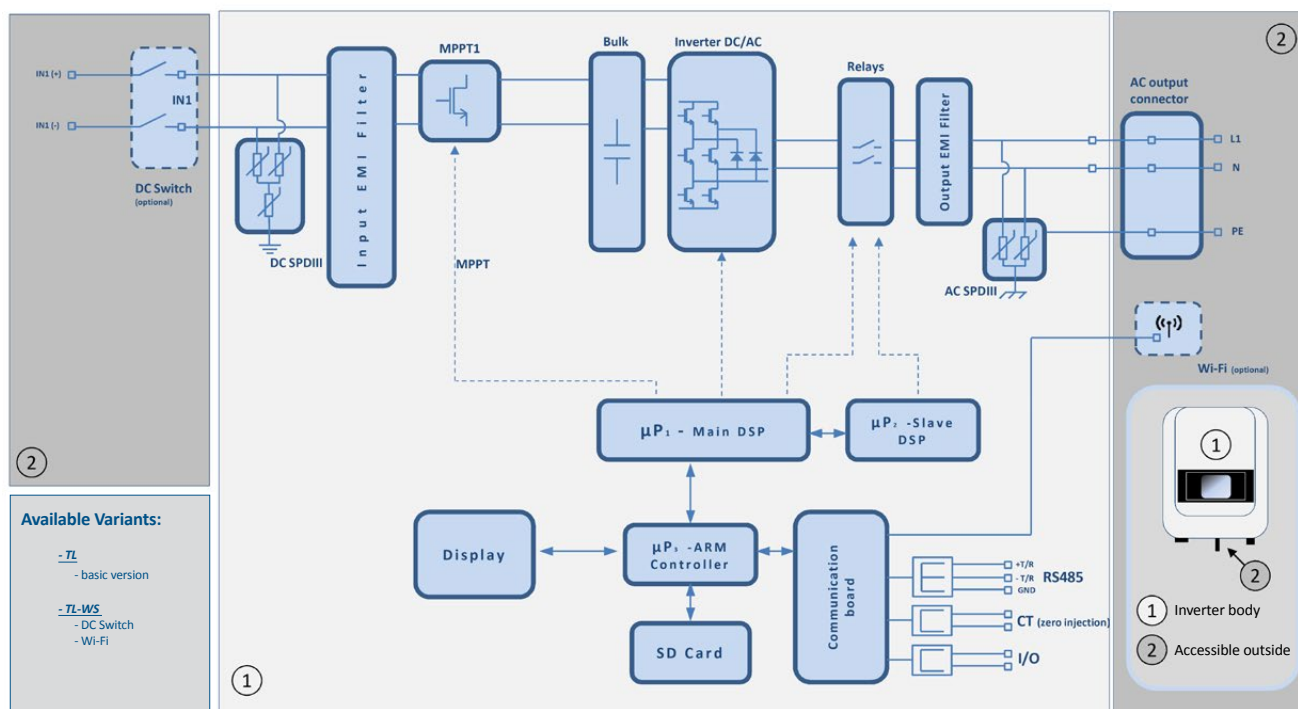 IN1 (+)
IN1 (-)
IN1
DC Switch
(optional)
2
DC SPDIII
Input EMI Filter
MPPT1
MPPT
Bulk
Inverter DC/AC
Relays
Output EMI Filter
AC SPDIII
2
AC output
connector
L1
N
PE
Wi-Fi (optional)
µP₁ - Main DSP
µP₂ -Slave
DSP
Display
µP₃ -ARM
Controller
SD Card
Communication
board
+T/R
- T/R
GND
RS485
CT (zero injection)
I/O
1
Available Variants:
- TL
- basic version
- TL-WS
- DC Switch
- Wi-Fi
1
2
1 Inverter body
2 Accessible outside